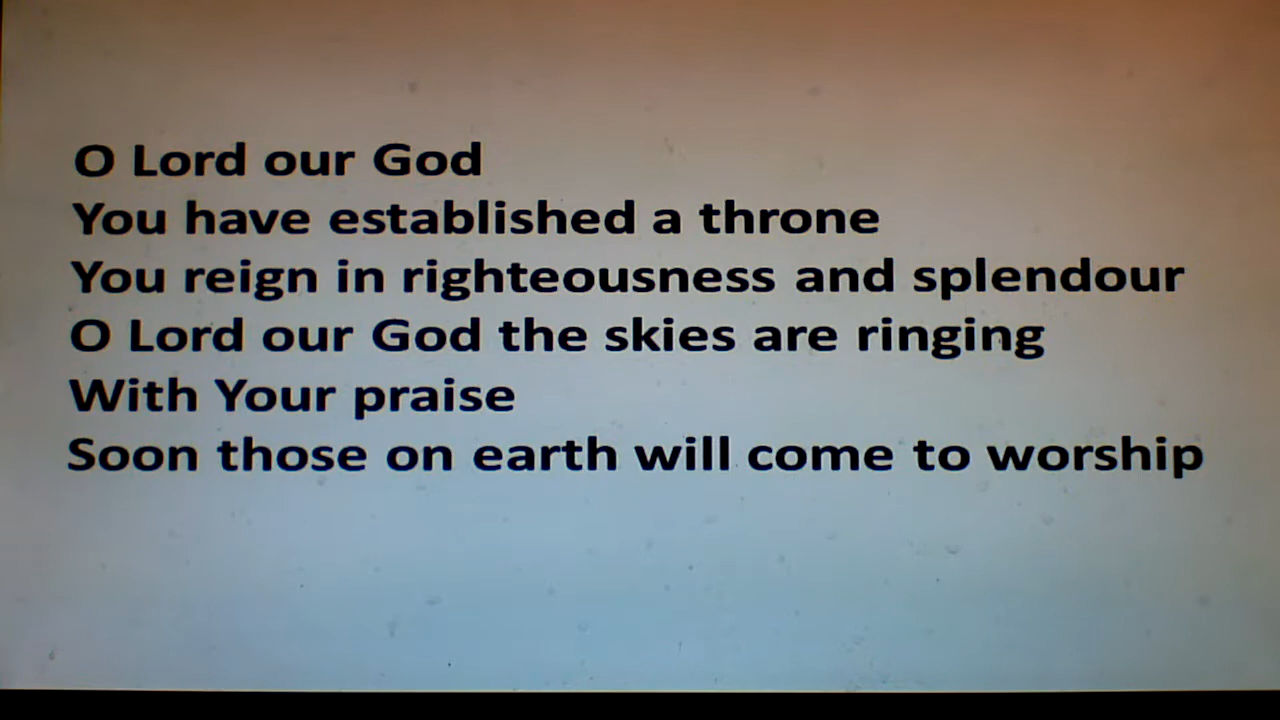 O Lord our God
You have established a throne
You reign in righteousness and splendour
O Lord our God the skies are ringing
With Your praise
Soon those on earth will come to worship